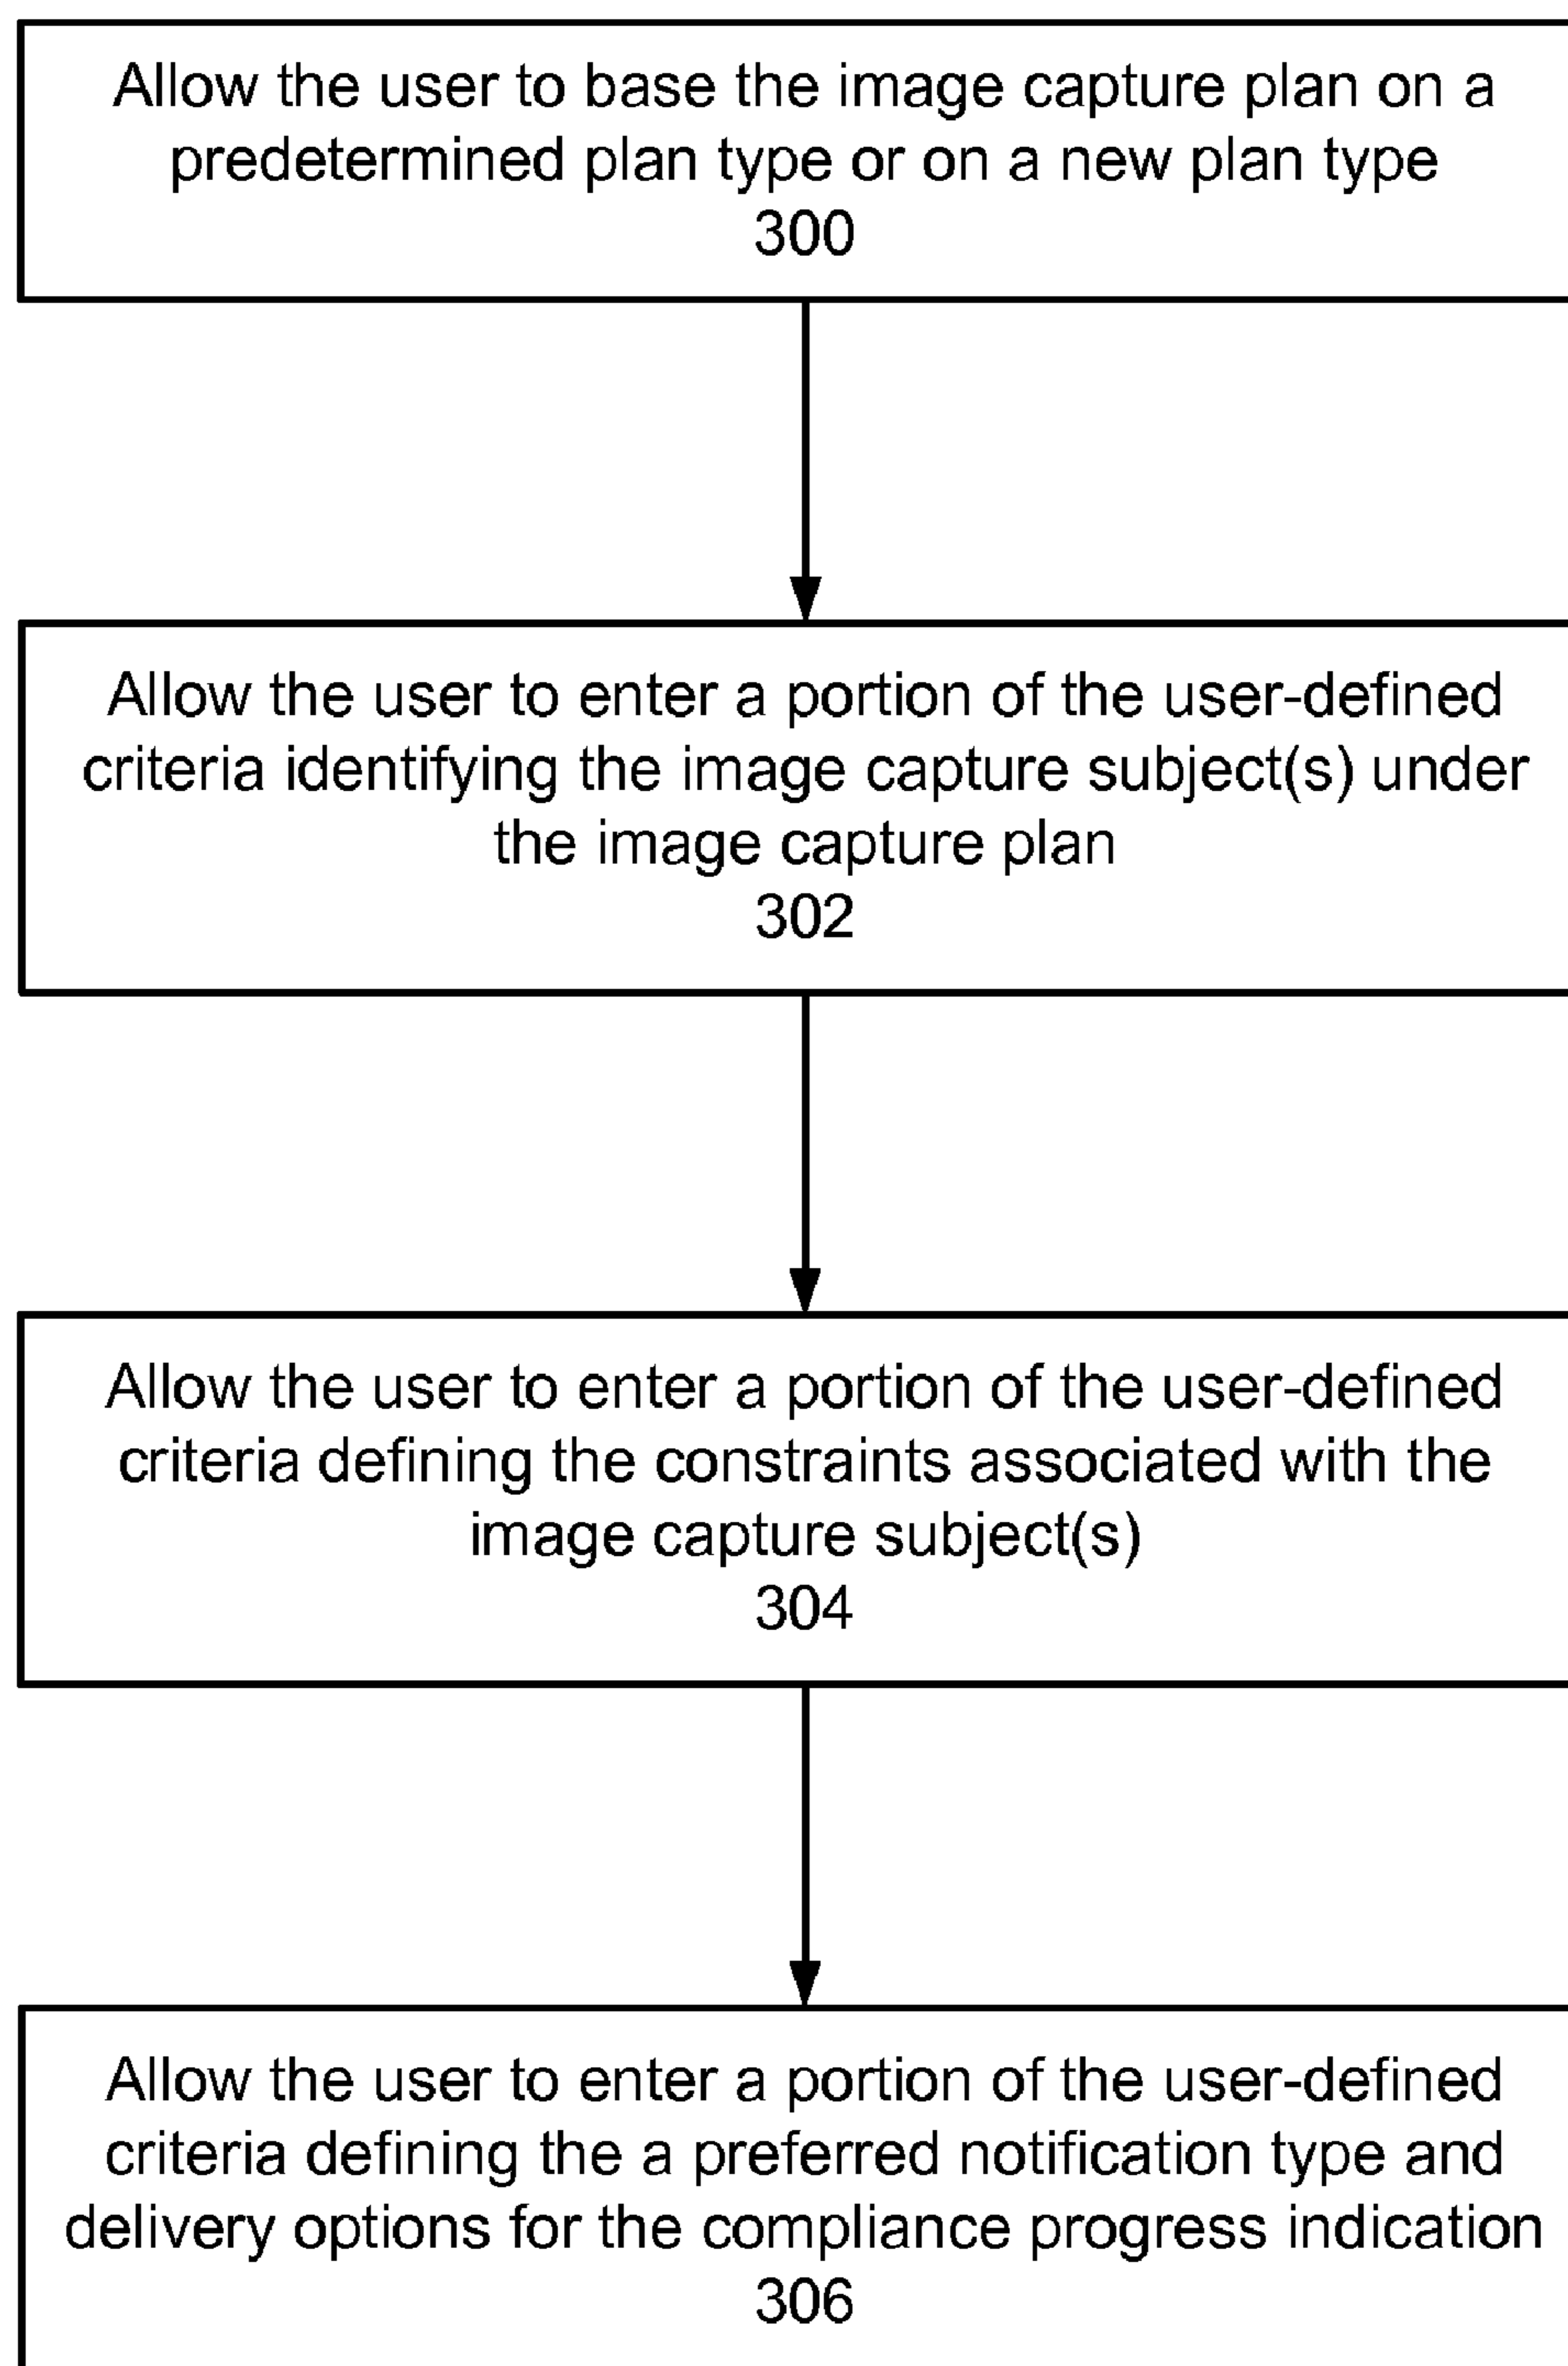 Allow the user to base the image capture plan on a
predetermined plan type or on a new plan type
300
Allow the user to enter a portion of the user-defined
criteria identifying the image capture subject(s) under
the image capture plan
302
Allow the user to enter a portion of the user-defined
criteria defining the constraints associated with the
image capture subject(s)
304
Allow the user to enter a portion of the user-defined
criteria defining the a preferred notification type and
delivery options for the compliance progress indication
306